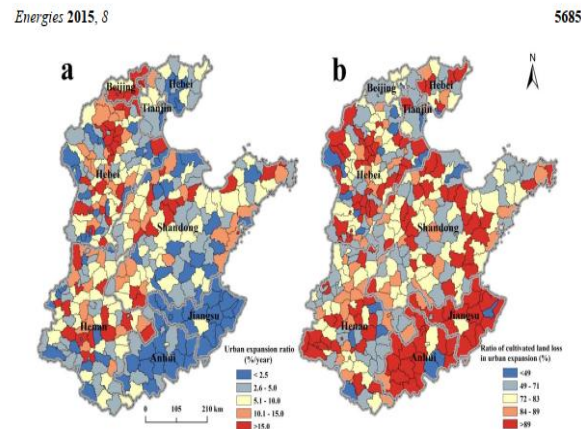 Energies 2015, 8
5685
a
Beijing
Hebei
Tianjin
Hebei
Shandong
Henan
Jiangsu
Anhui
Urban expansion ratio
(%/year)
< 2.5
2.6 - 5.0
5.1 - 10.0
10.1 - 15.0
>15.0
0 105 210 km
b
N
Beijing
Hebei
Tianjin
Hebei
Shandong
Henan
Jiangsu
Anhui
Ratio of cultivated land loss
in urban expansion (%)
<49
49 - 71
72 - 83
84 - 89
>89